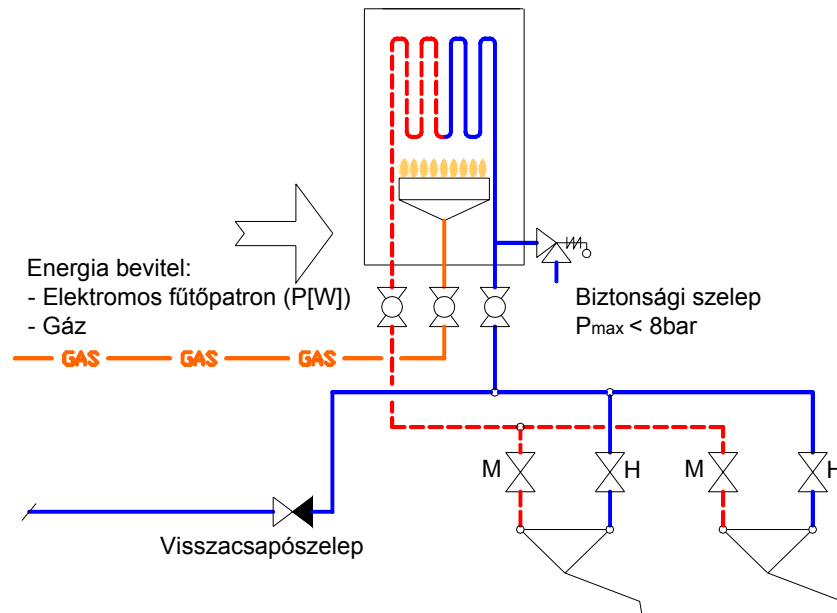 Energia bevitel:
- Elektromos fűtőpatron (P[W])
- Gáz
Biztonsági szelep
Pmax < 8bar
GAS GAS GAS
M H M H
Visszacsapószelep